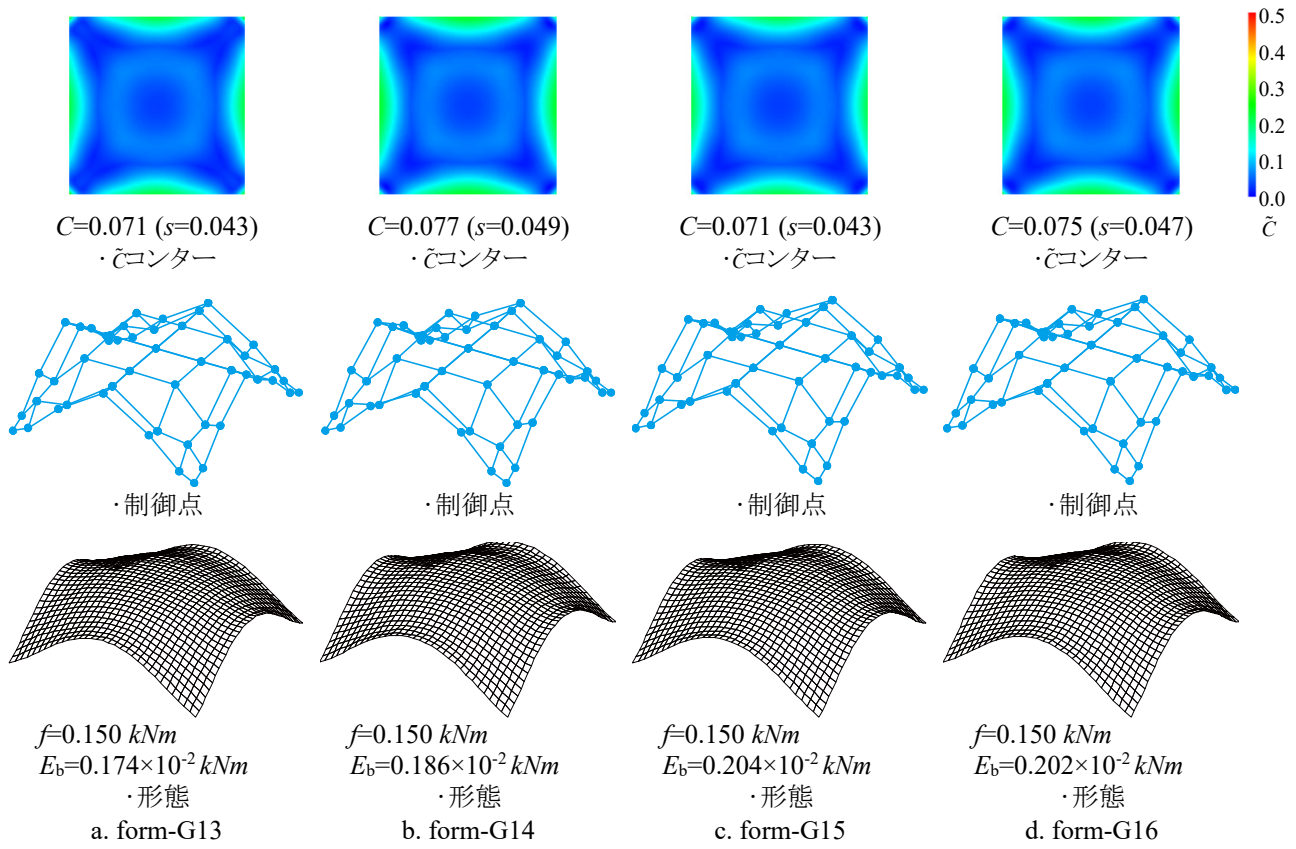 0.5
0.4
0.3
0.2
0.1
0.0
C̃
C=0.071 (s=0.043)
· C̃コンター
C=0.077 (s=0.049)
· C̃コンター
C=0.071 (s=0.043)
· C̃コンター
C=0.075 (s=0.047)
· C̃コンター
·制御点
·制御点
·制御点
·制御点
f=0.150 kNm
E_b=0.174×10^-2 kNm
·形態
a. form-G13
f=0.150 kNm
E_b=0.186×10^-2 kNm
·形態
b. form-G14
f=0.150 kNm
E_b=0.204×10^-2 kNm
·形態
c. form-G15
f=0.150 kNm
E_b=0.202×10^-2 kNm
·形態
d. form-G16